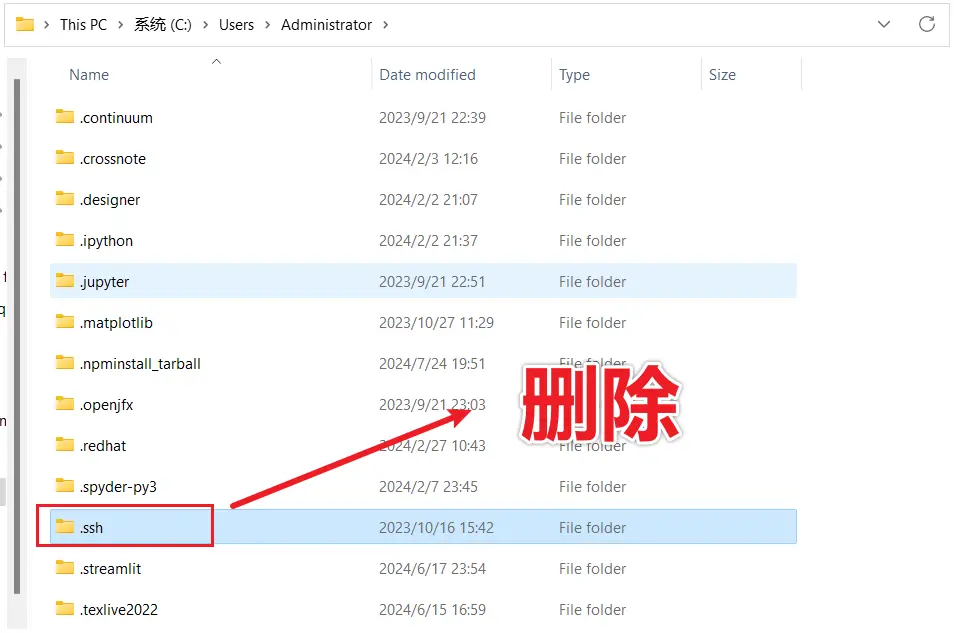 This PC > 系统 (C:) > Users > Administrator >
Name Date modified Type Size
.continuum 2023/9/21 22:39 File folder
.crossnote 2024/2/3 12:16 File folder
.designer 2024/2/2 21:07 File folder
.ipython 2024/2/2 21:37 File folder
.jupyter 2023/9/21 22:51 File folder
.matplotlib 2023/10/27 11:29 File folder
.npminstall_tarball 2024/7/24 19:51 File folder
.openjfx 2023/9/21 23:03
删除
.redhat 2024/2/27 10:43 File folder
.spyder-py3 2024/2/7 23:45 File folder
.ssh 2023/10/16 15:42 File folder
.streamlit 2024/6/17 23:54 File folder
.texlive2022 2024/6/15 16:59 File folder